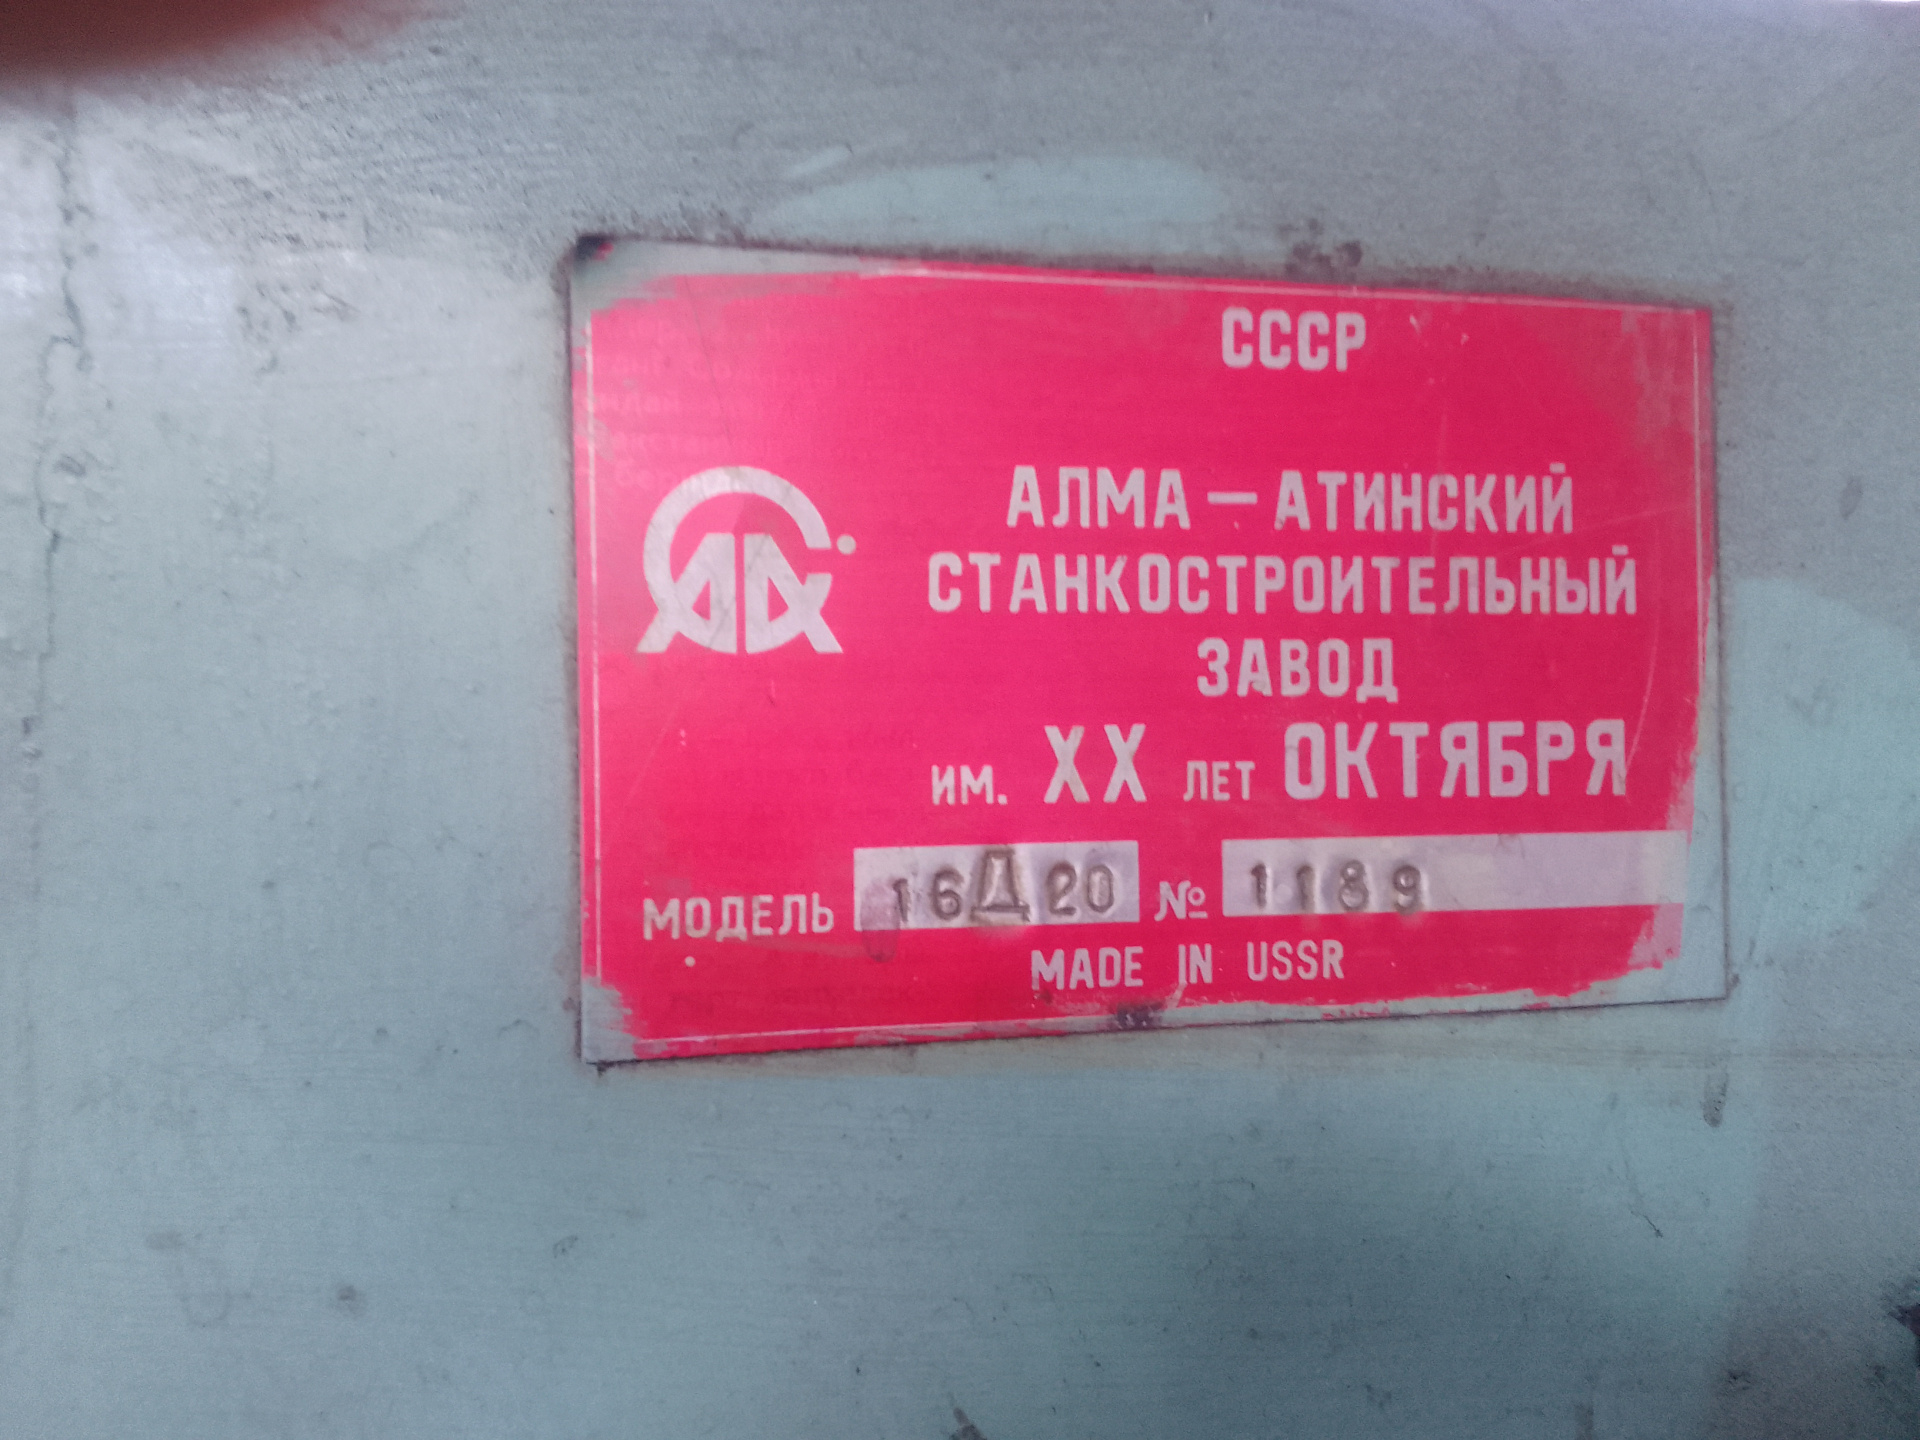 СССР
АЛМА — АТИНСКИЙ
СТАНКОСТРОИТЕЛЬНЫЙ
ЗАВОД
ИМ. XX ЛЕТ ОКТЯБРЯ
МОДЕЛЬ 16Д20 № 1189
MADE IN USSR